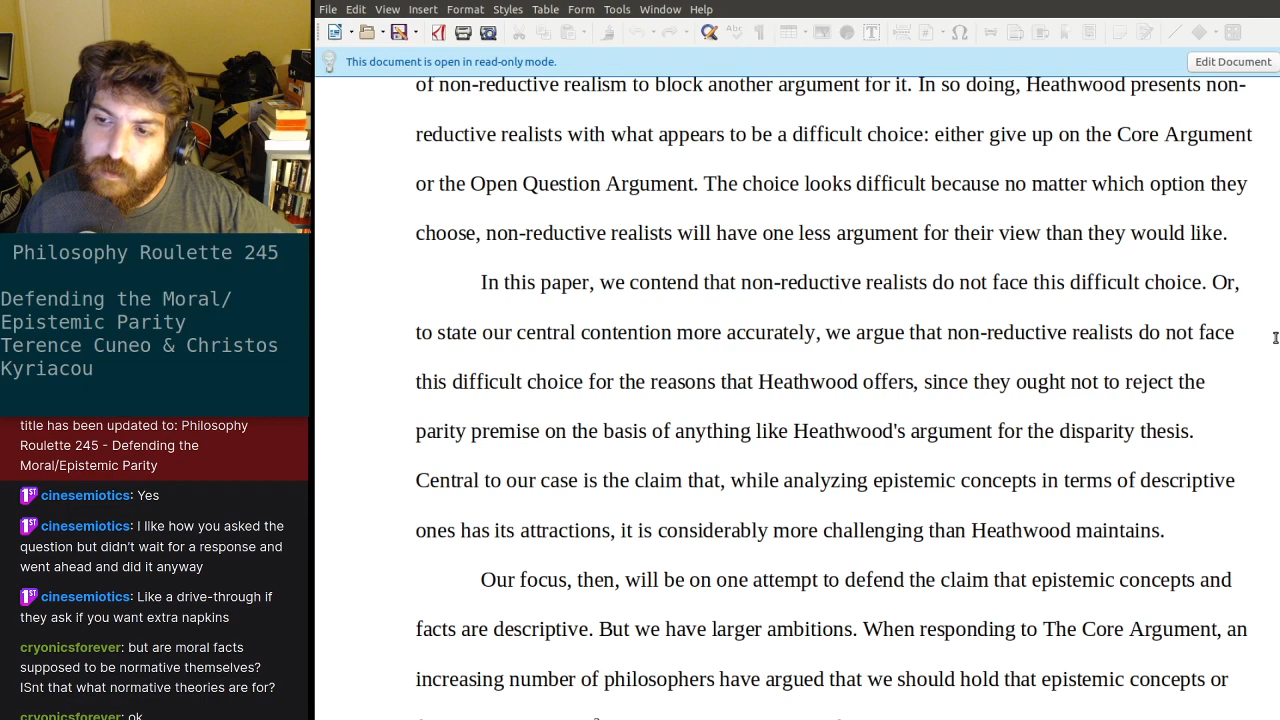 File Edit View Insert Format Styles Table Form Tools Window Help
This document is open in read-only mode.
Edit Document
of non-reductive realism to block another argument for it. In so doing, Heathwood presents non-
reductive realists with what appears to be a difficult choice: either give up on the Core Argument
or the Open Question Argument. The choice looks difficult because no matter which option they
choose, non-reductive realists will have one less argument for their view than they would like.
In this paper, we contend that non-reductive realists do not face this difficult choice. Or,
to state our central contention more accurately, we argue that non-reductive realists do not face
this difficult choice for the reasons that Heathwood offers, since they ought not to reject the
parity premise on the basis of anything like Heathwood's argument for the disparity thesis.
Central to our case is the claim that, while analyzing epistemic concepts in terms of descriptive
ones has its attractions, it is considerably more challenging than Heathwood maintains.
Our focus, then, will be on one attempt to defend the claim that epistemic concepts and
facts are descriptive. But we have larger ambitions. When responding to The Core Argument, an
increasing number of philosophers have argued that we should hold that epistemic concepts or
Philosophy Roulette 245
Defending the Moral/
Epistemic Parity
Terence Cuneo & Christos
Kyriacou
title has been updated to: Philosophy
Roulette 245 - Defending the
Moral/Epistemic Parity
1ST cinesemiotics: Yes
1ST cinesemiotics: I like how you asked the
question but didn't wait for a response and
went ahead and did it anyway
1ST cinesemiotics: Like a drive-through if
they ask if you want extra napkins
cryonicsforever: but are moral facts
supposed to be normative themselves?
ISnt that what normative theories are for?
cryonicsforever: ok